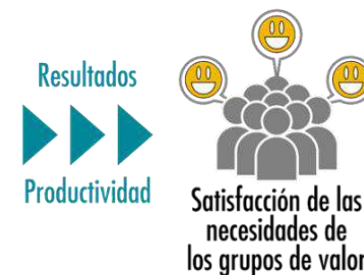 Resultados
Productividad
Satisfacción de las
necesidades de
los grupos de valor